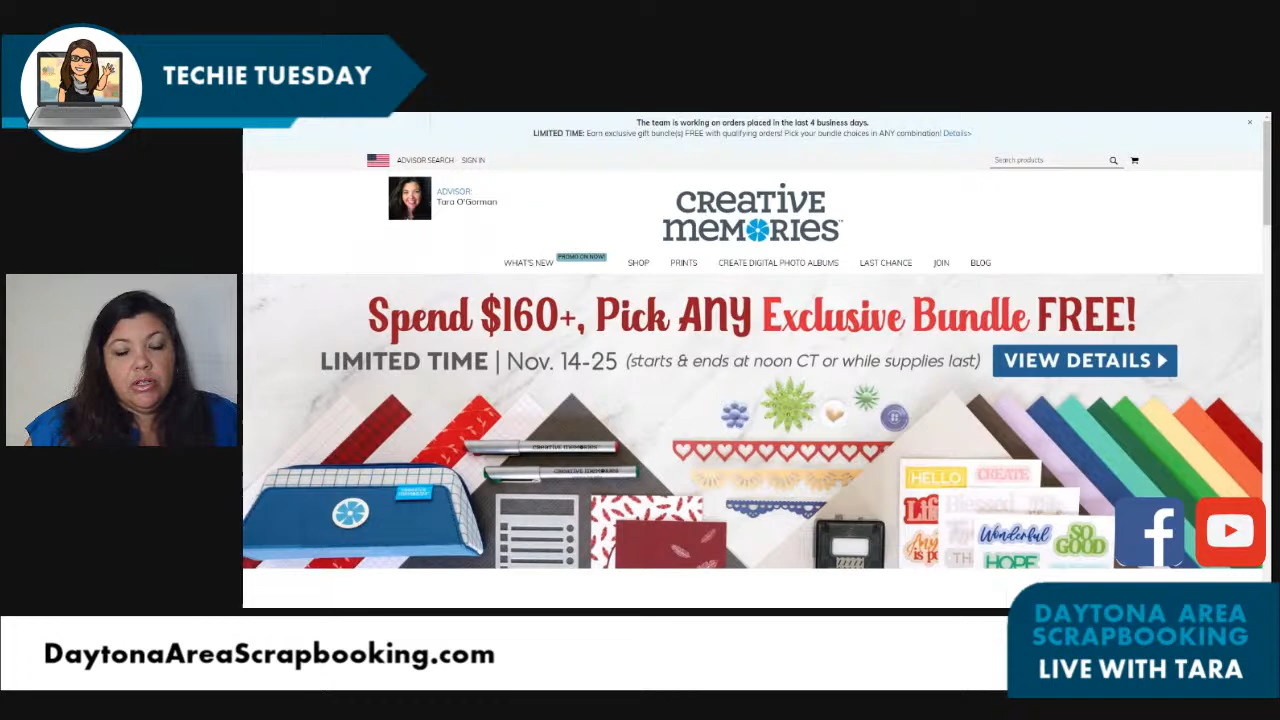 TECHIE TUESDAY
The team is working on orders placed in the last 4 business days.
LIMITED TIME: Earn exclusive gift bundle(s) FREE with qualifying orders! Pick your bundle choices in ANY combination! Details>
ADVISOR SEARCH SIGN IN
Search products
ADVISOR:
Tara O'Gorman
CREATIVE
MEMORIES
PROMO ON NOW!
WHAT'S NEW SHOP PRINTS CREATE DIGITAL PHOTO ALBUMS LAST CHANCE JOIN BLOG
Spend $160+, Pick ANY Exclusive Bundle FREE!
LIMITED TIME | Nov. 14-25 (starts & ends at noon CT or while supplies last) VIEW DETAILS
CREATIVE MEMORIES
CREATIVE MEMORIES
HELLO CREATE
Blessed
Wonderful SO GOOD
HOPE
DaytonaAreaScrapbooking.com
DAYTONA AREA
SCRAPBOOKING
LIVE WITH TARA